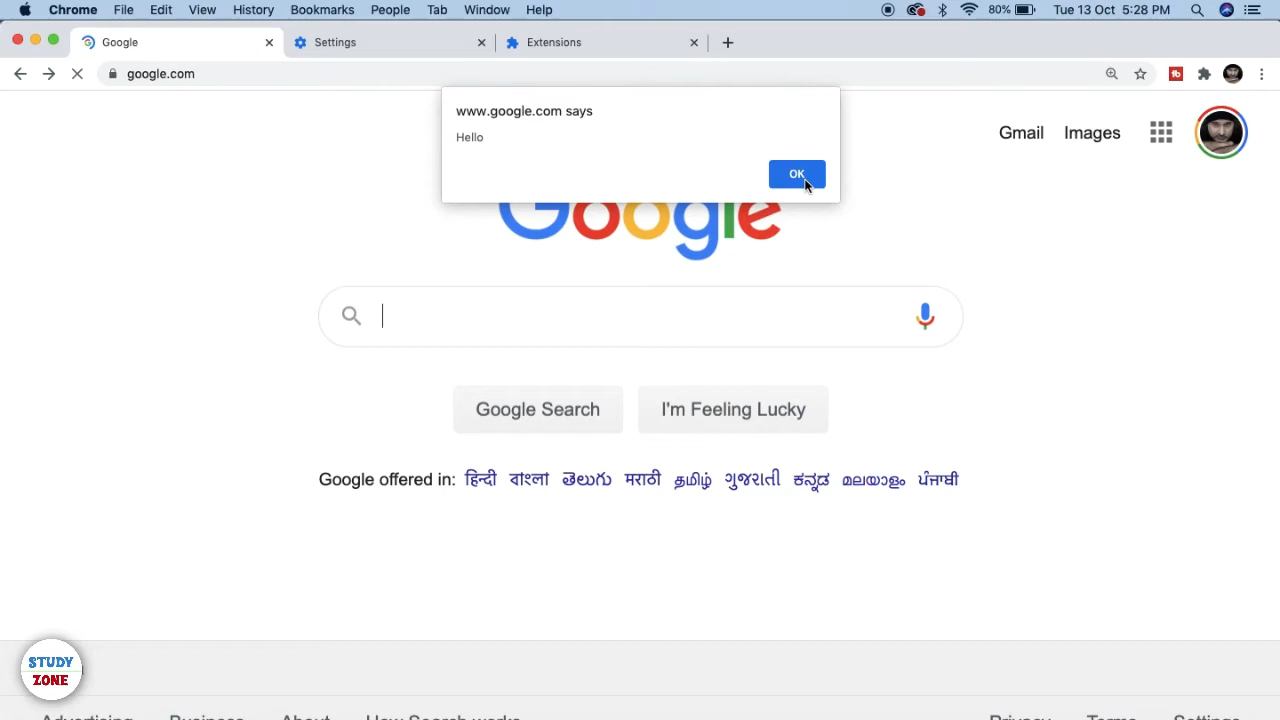 Chrome File Edit View History Bookmarks People Tab Window Help 80% Tue 13 Oct 5:28 PM
Google Settings Extensions
google.com
www.google.com says
Hello
OK
Gmail Images
Google
Google Search I'm Feeling Lucky
Google offered in: हिन्दी বাংলা తెలుగు मराठी தமிழ் ગુજરાતી ಕನ್ನಡ മലയാളം ਪੰਜਾਬੀ
STUDY
ZONE
Advertising Business About How Search works Privacy Terms Settings